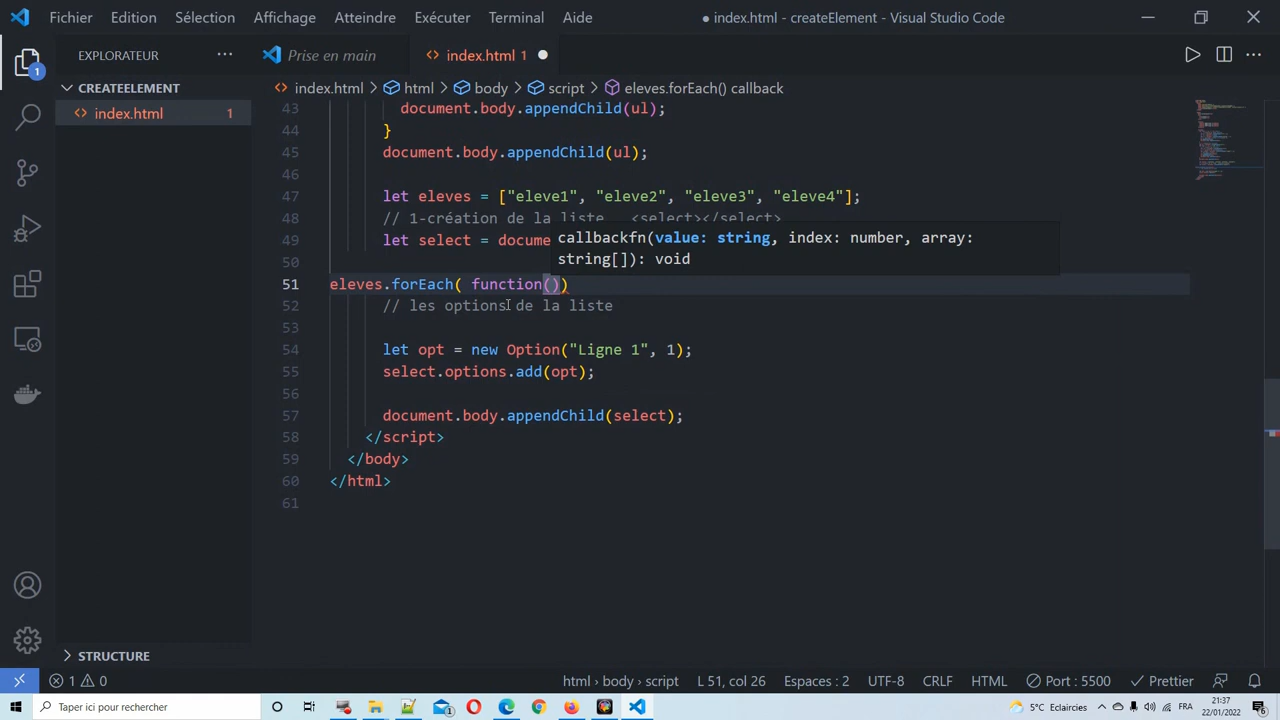 Fichier Edition Sélection Affichage Atteindre Exécuter Terminal Aide ● index.html - createElement - Visual Studio Code
EXPLORATEUR ··· Prise en main <> index.html 1 ●
CREATEELEMENT index.html > html > body > script > eleves.forEach() callback
<> index.html 1
43 document.body.appendChild(ul);
44 }
45 document.body.appendChild(ul);
46
47 let eleves = ["eleve1", "eleve2", "eleve3", "eleve4"];
48 // 1-création de la liste <select></select>
49 let select = docume
callbackfn(value: string, index: number, array:
string[]): void
50
51 eleves.forEach( function())
52 // les options de la liste
53
54 let opt = new Option("Ligne 1", 1);
55 select.options.add(opt);
56
57 document.body.appendChild(select);
58 </script>
59 </body>
60 </html>
61
1
STRUCTURE
1 0 html > body > script L 51, col 26 Espaces : 2 UTF-8 CRLF HTML Port : 5500 Prettier
Taper ici pour rechercher 1 5°C Eclaircies FRA 21:37
22/01/2022